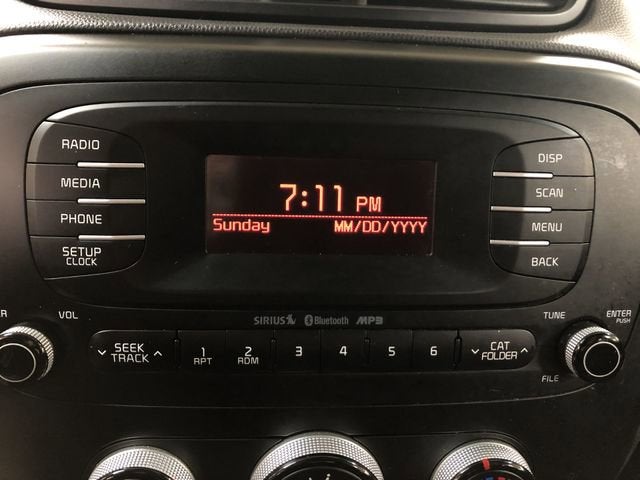 RADIO
MEDIA
PHONE
SETUP
CLOCK
7:11 PM
Sunday MM/DD/YYYY
DISP
SCAN
MENU
BACK
SIRIUS Bluetooth MP3
VOL
TUNE
ENTER
PUSH
SEEK
TRACK
1
RPT
2
RDM
3
4
5
6
CAT
FOLDER
FILE